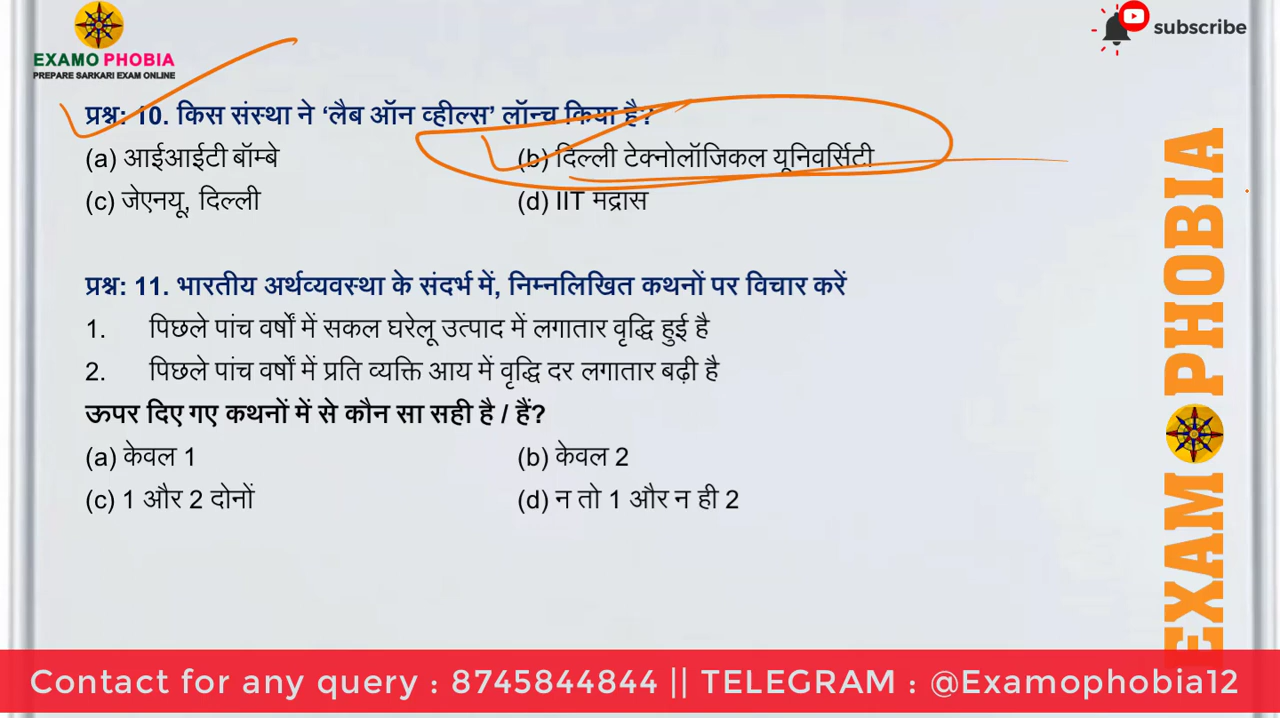 EXAMO PHOBIA
PREPARE SARKARI EXAM ONLINE
subscribe
प्रश्न: 10. किस संस्था ने ‘लैब ऑन व्हील्स’ लॉन्च किया है?
(a) आईआईटी बॉम्बे (b) दिल्ली टेक्नोलॉजिकल यूनिवर्सिटी
(c) जेएनयू, दिल्ली (d) IIT मद्रास
प्रश्न: 11. भारतीय अर्थव्यवस्था के संदर्भ में, निम्नलिखित कथनों पर विचार करें
1. पिछले पांच वर्षों में सकल घरेलू उत्पाद में लगातार वृद्धि हुई है
2. पिछले पांच वर्षों में प्रति व्यक्ति आय में वृद्धि दर लगातार बढ़ी है
ऊपर दिए गए कथनों में से कौन सा सही है / हैं?
(a) केवल 1 (b) केवल 2
(c) 1 और 2 दोनों (d) न तो 1 और न ही 2
EXAM PHOBIA
Contact for any query : 8745844844 || TELEGRAM : @Examophobia12